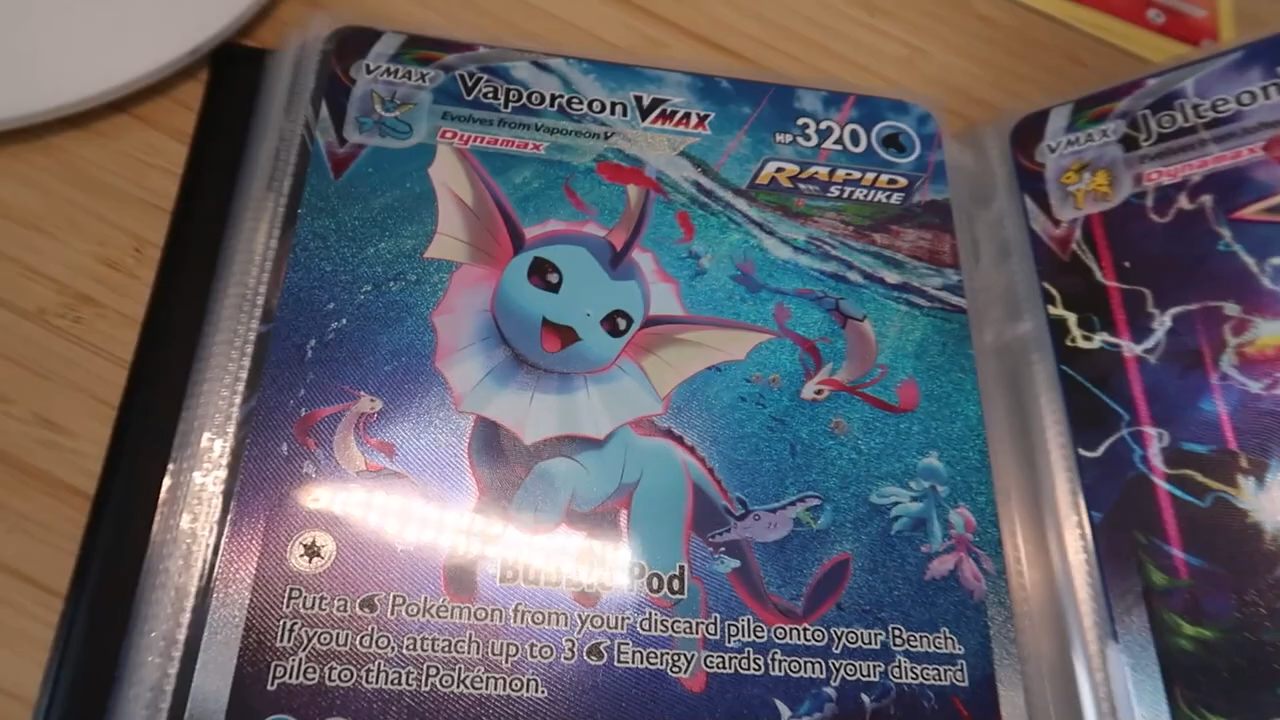 VMAX Vaporeon VMAX
HP 320
Evolves from Vaporeon V
Dynamax
RAPID
STRIKE
Bubble Pod
Put a Pokémon from your discard pile onto your Bench.
If you do, attach up to 3 Energy cards from your discard
pile to that Pokémon.
VMAX Jolteon
Dynamax